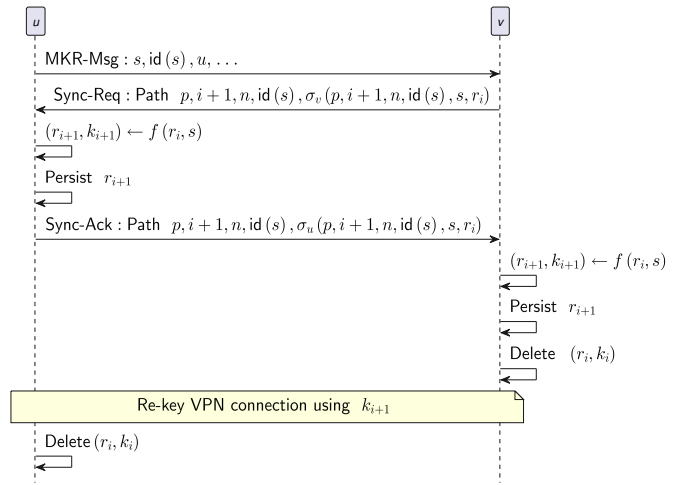 u v
MKR-Msg : s, id (s) , u, . . .
Sync-Req : Path p, i + 1, n, id (s) , σ_v (p, i + 1, n, id (s) , s, r_i)
(r_{i+1}, k_{i+1}) ← f (r_i, s)
Persist r_{i+1}
Sync-Ack : Path p, i + 1, n, id (s) , σ_u (p, i + 1, n, id (s) , s, r_i)
(r_{i+1}, k_{i+1}) ← f (r_i, s)
Persist r_{i+1}
Delete (r_i, k_i)
Re-key VPN connection using k_{i+1}
Delete (r_i, k_i)